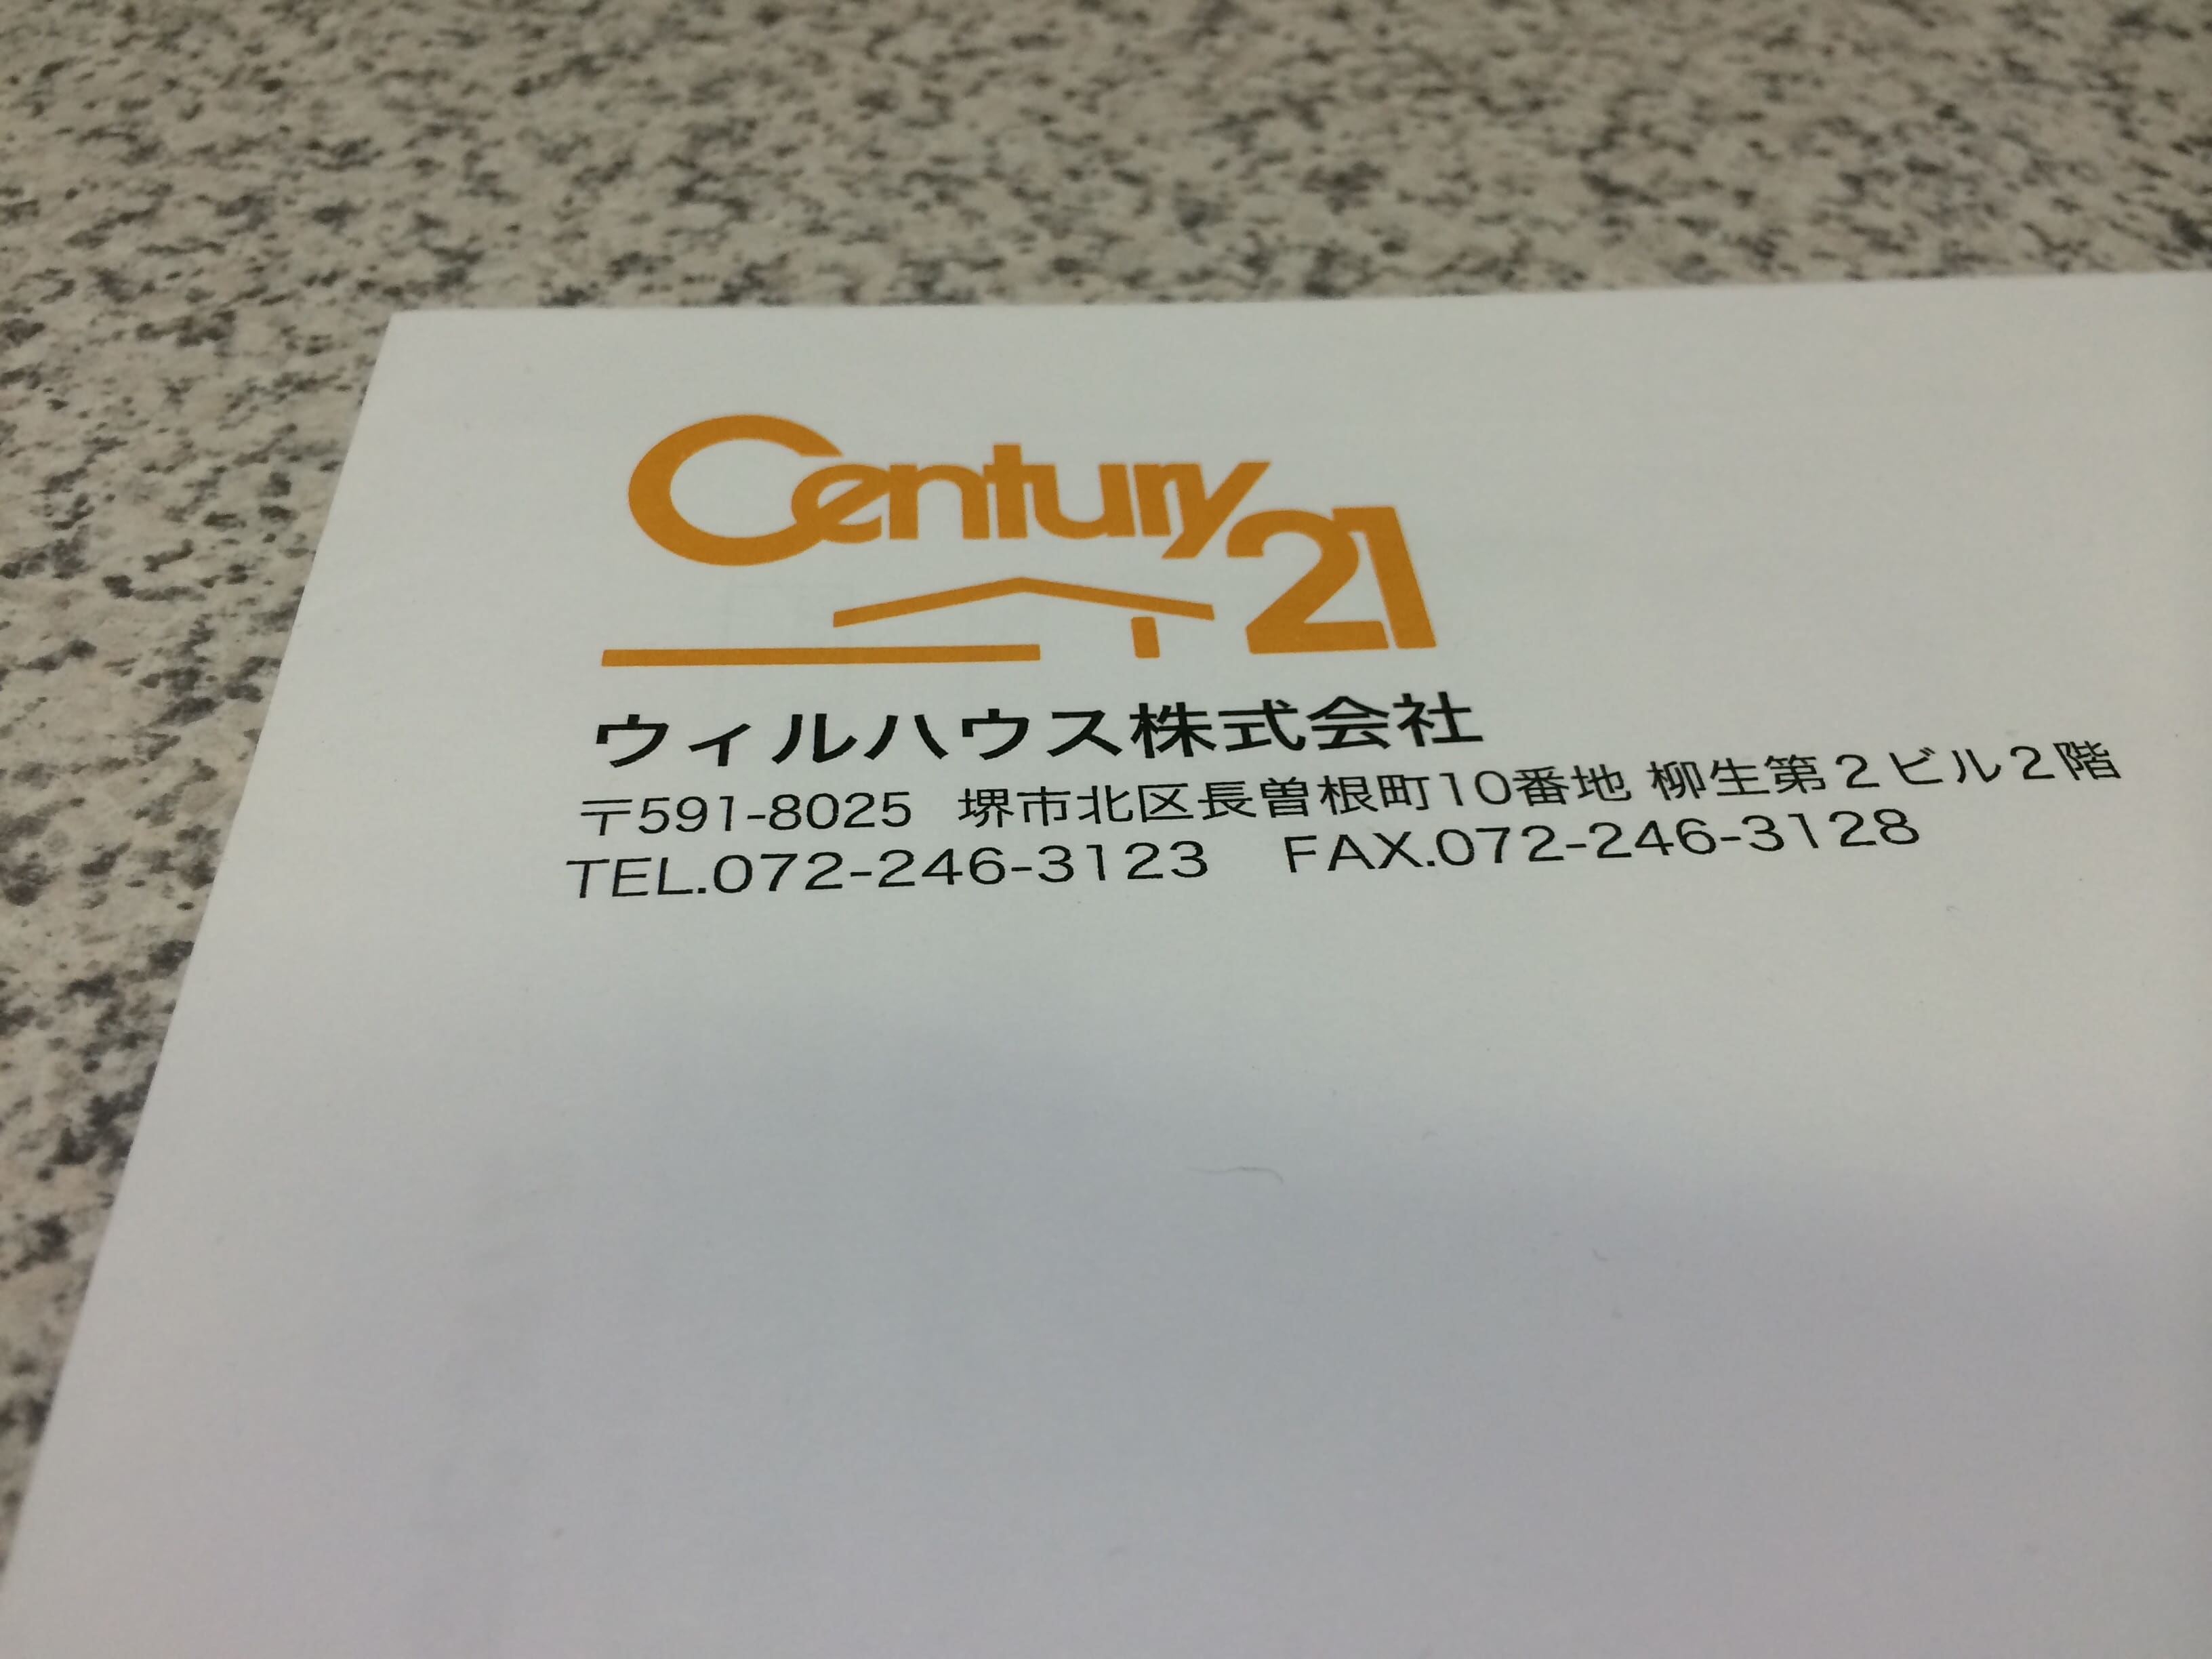 Century 21
ウィルハウス株式会社
〒591-8025 堺市北区長曽根町10番地 柳生第2ビル2階
TEL.072-246-3123 FAX.072-246-3128